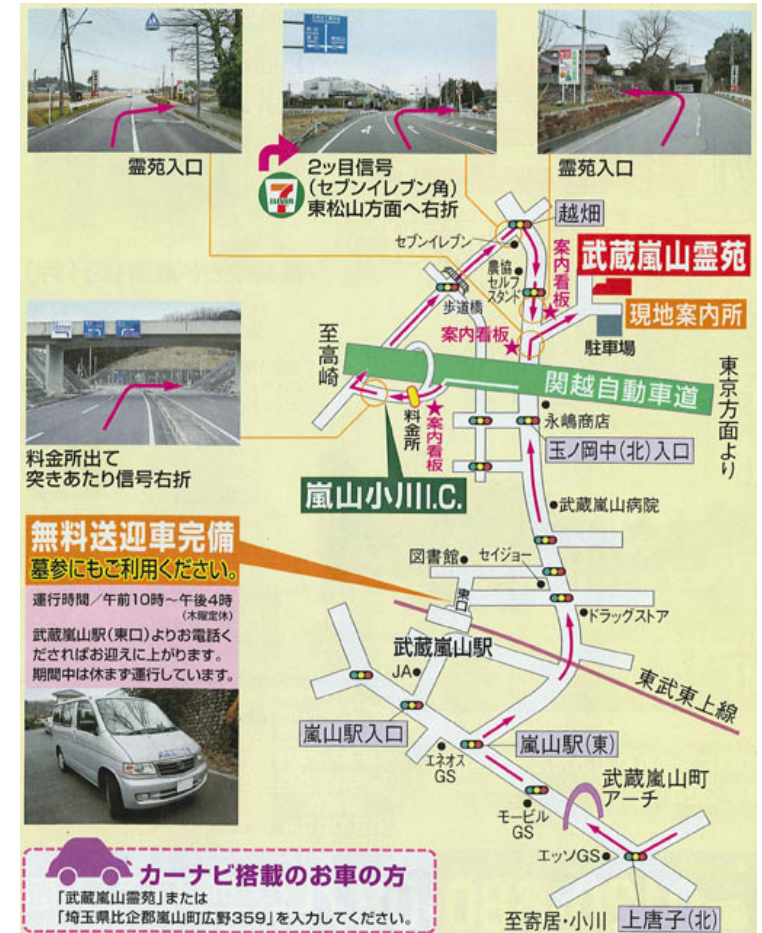 霊苑入口
2ッ目信号
(セブンイレブン角)
東松山方面へ右折
霊苑入口
7
ELEVEN
越畑
セブンイレブン
農協
セルフ
スタンド
案内看板
武蔵嵐山霊苑
現地案内所
駐車場
歩道橋
案内看板
至高崎
関越自動車道
東京方面より
料金所
案内看板
永嶋商店
玉ノ岡中(北)入口
料金所出て
突きあたり信号右折
嵐山小川I.C.
武蔵嵐山病院
無料送迎車完備
墓参にもご利用ください。
運行時間/午前10時~午後4時
(木曜定休)
武蔵嵐山駅(東口)よりお電話く
ださればお迎えに上がります。
期間中は休まず運行しています。
図書館
セイジョー
東口
ドラッグストア
武蔵嵐山駅
JA
東武東上線
嵐山駅入口
嵐山駅(東)
エネオス
GS
武蔵嵐山町
アーチ
モービル
GS
エッソGS
至寄居・小川
上唐子(北)
カーナビ搭載のお車の方
「武蔵嵐山霊苑」または
「埼玉県比企郡嵐山町広野359」を入力してください。